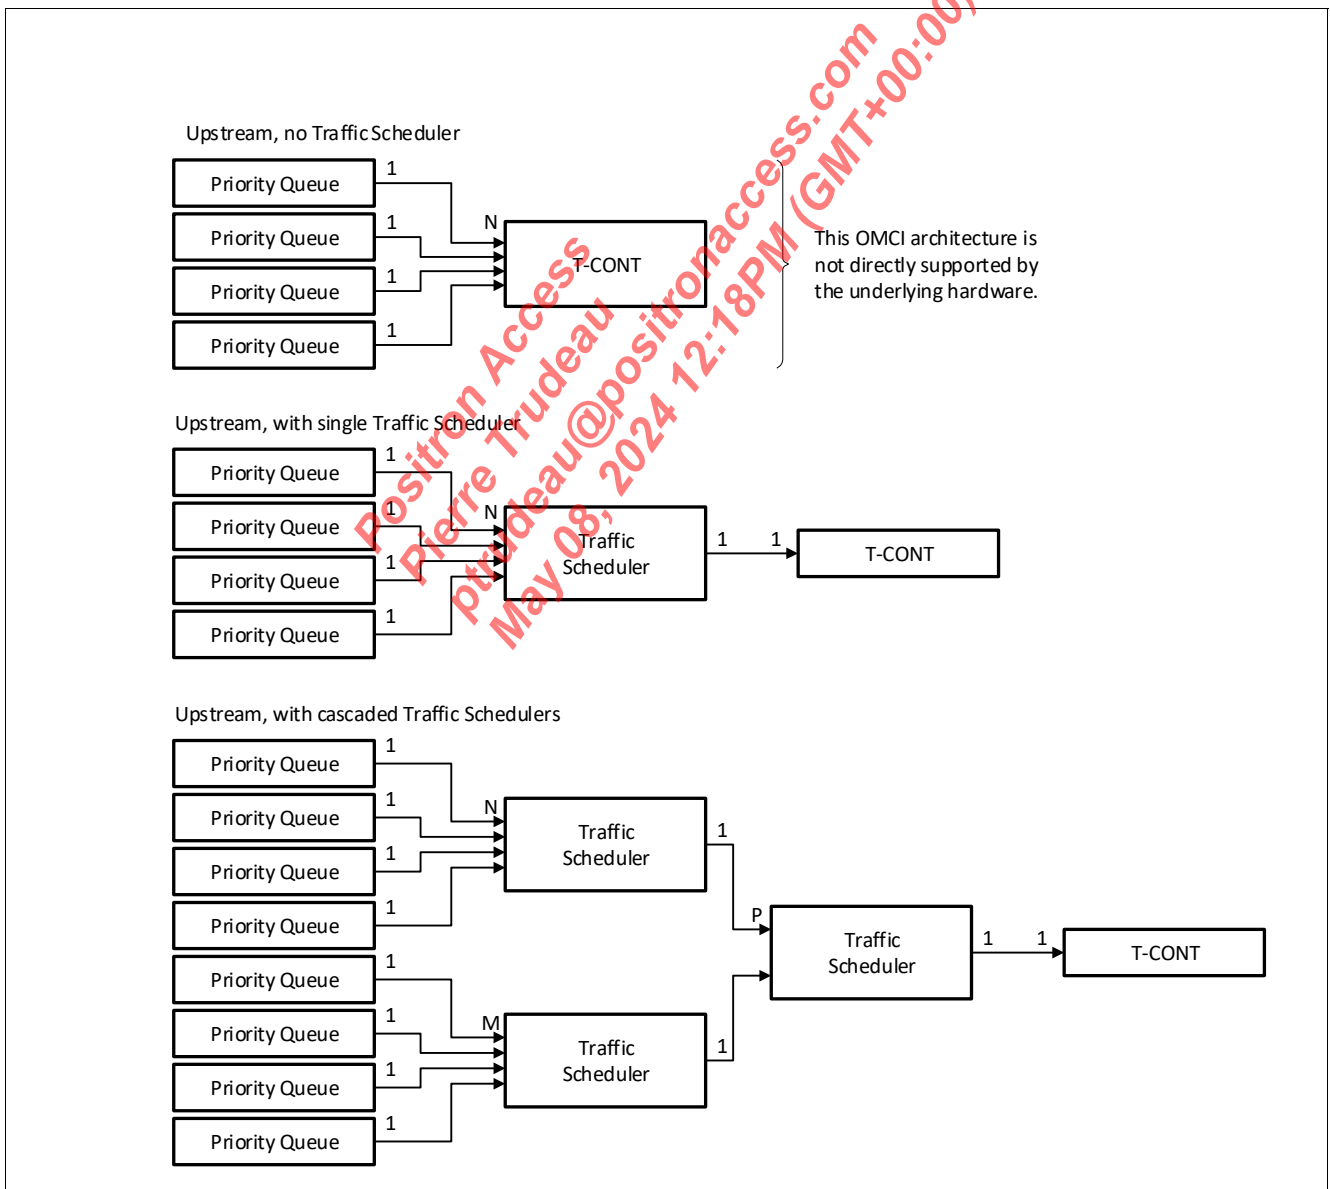 Upstream, no Traffic Scheduler
Priority Queue
1
Priority Queue
1
Priority Queue
1
Priority Queue
1
N
T-CONT
This OMCI architecture is
not directly supported by
the underlying hardware.
Upstream, with single Traffic Scheduler
Priority Queue
1
Priority Queue
1
Priority Queue
1
Priority Queue
1
N
Traffic
Scheduler
1
1
T-CONT
Upstream, with cascaded Traffic Schedulers
Priority Queue
1
Priority Queue
1
Priority Queue
1
Priority Queue
1
N
Traffic
Scheduler
1
Priority Queue
1
Priority Queue
1
Priority Queue
1
Priority Queue
1
M
Traffic
Scheduler
1
P
Traffic
Scheduler
1
1
T-CONT
Positron Access
Pierre Trudeau
ptrudeau@positronaccess.com
May 08, 2024 12:18PM (GMT+00:00)